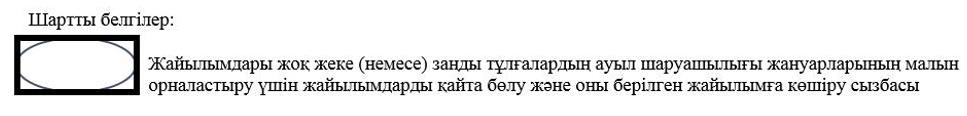 Шартты белгілер:
Жайылымдары жоқ жеке (немесе) заңды тұлғалардың ауыл шаруашылығы жануарларының малын
орналастыру үшін жайылымдарды қайта бөлу және оны берілген жайылымға көшіру сызбасы